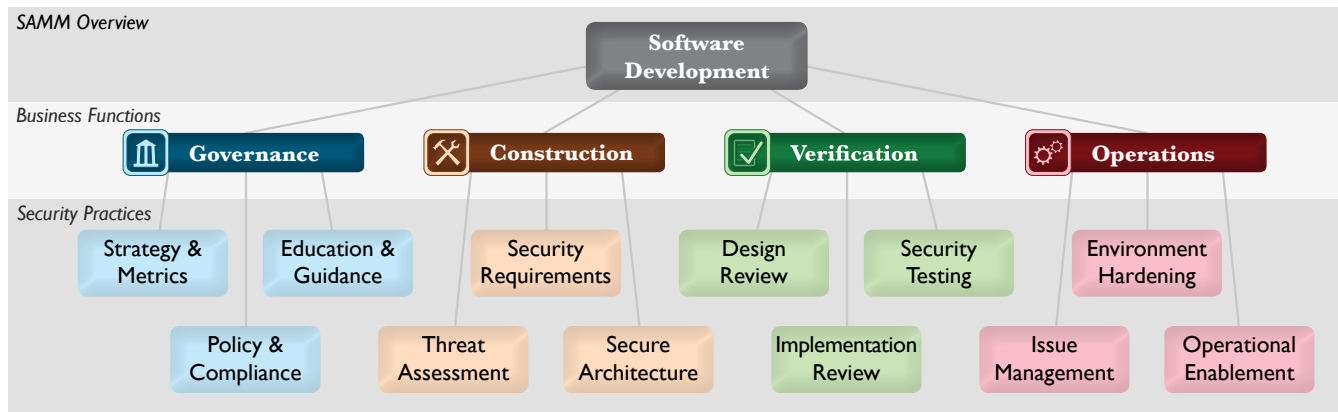 SAMM Overview
Software
Development
Business Functions
Governance
Construction
Verification
Operations
Security Practices
Strategy &
Metrics
Education &
Guidance
Security
Requirements
Design
Review
Security
Testing
Environment
Hardening
Policy &
Compliance
Threat
Assessment
Secure
Architecture
Implementation
Review
Issue
Management
Operational
Enablement